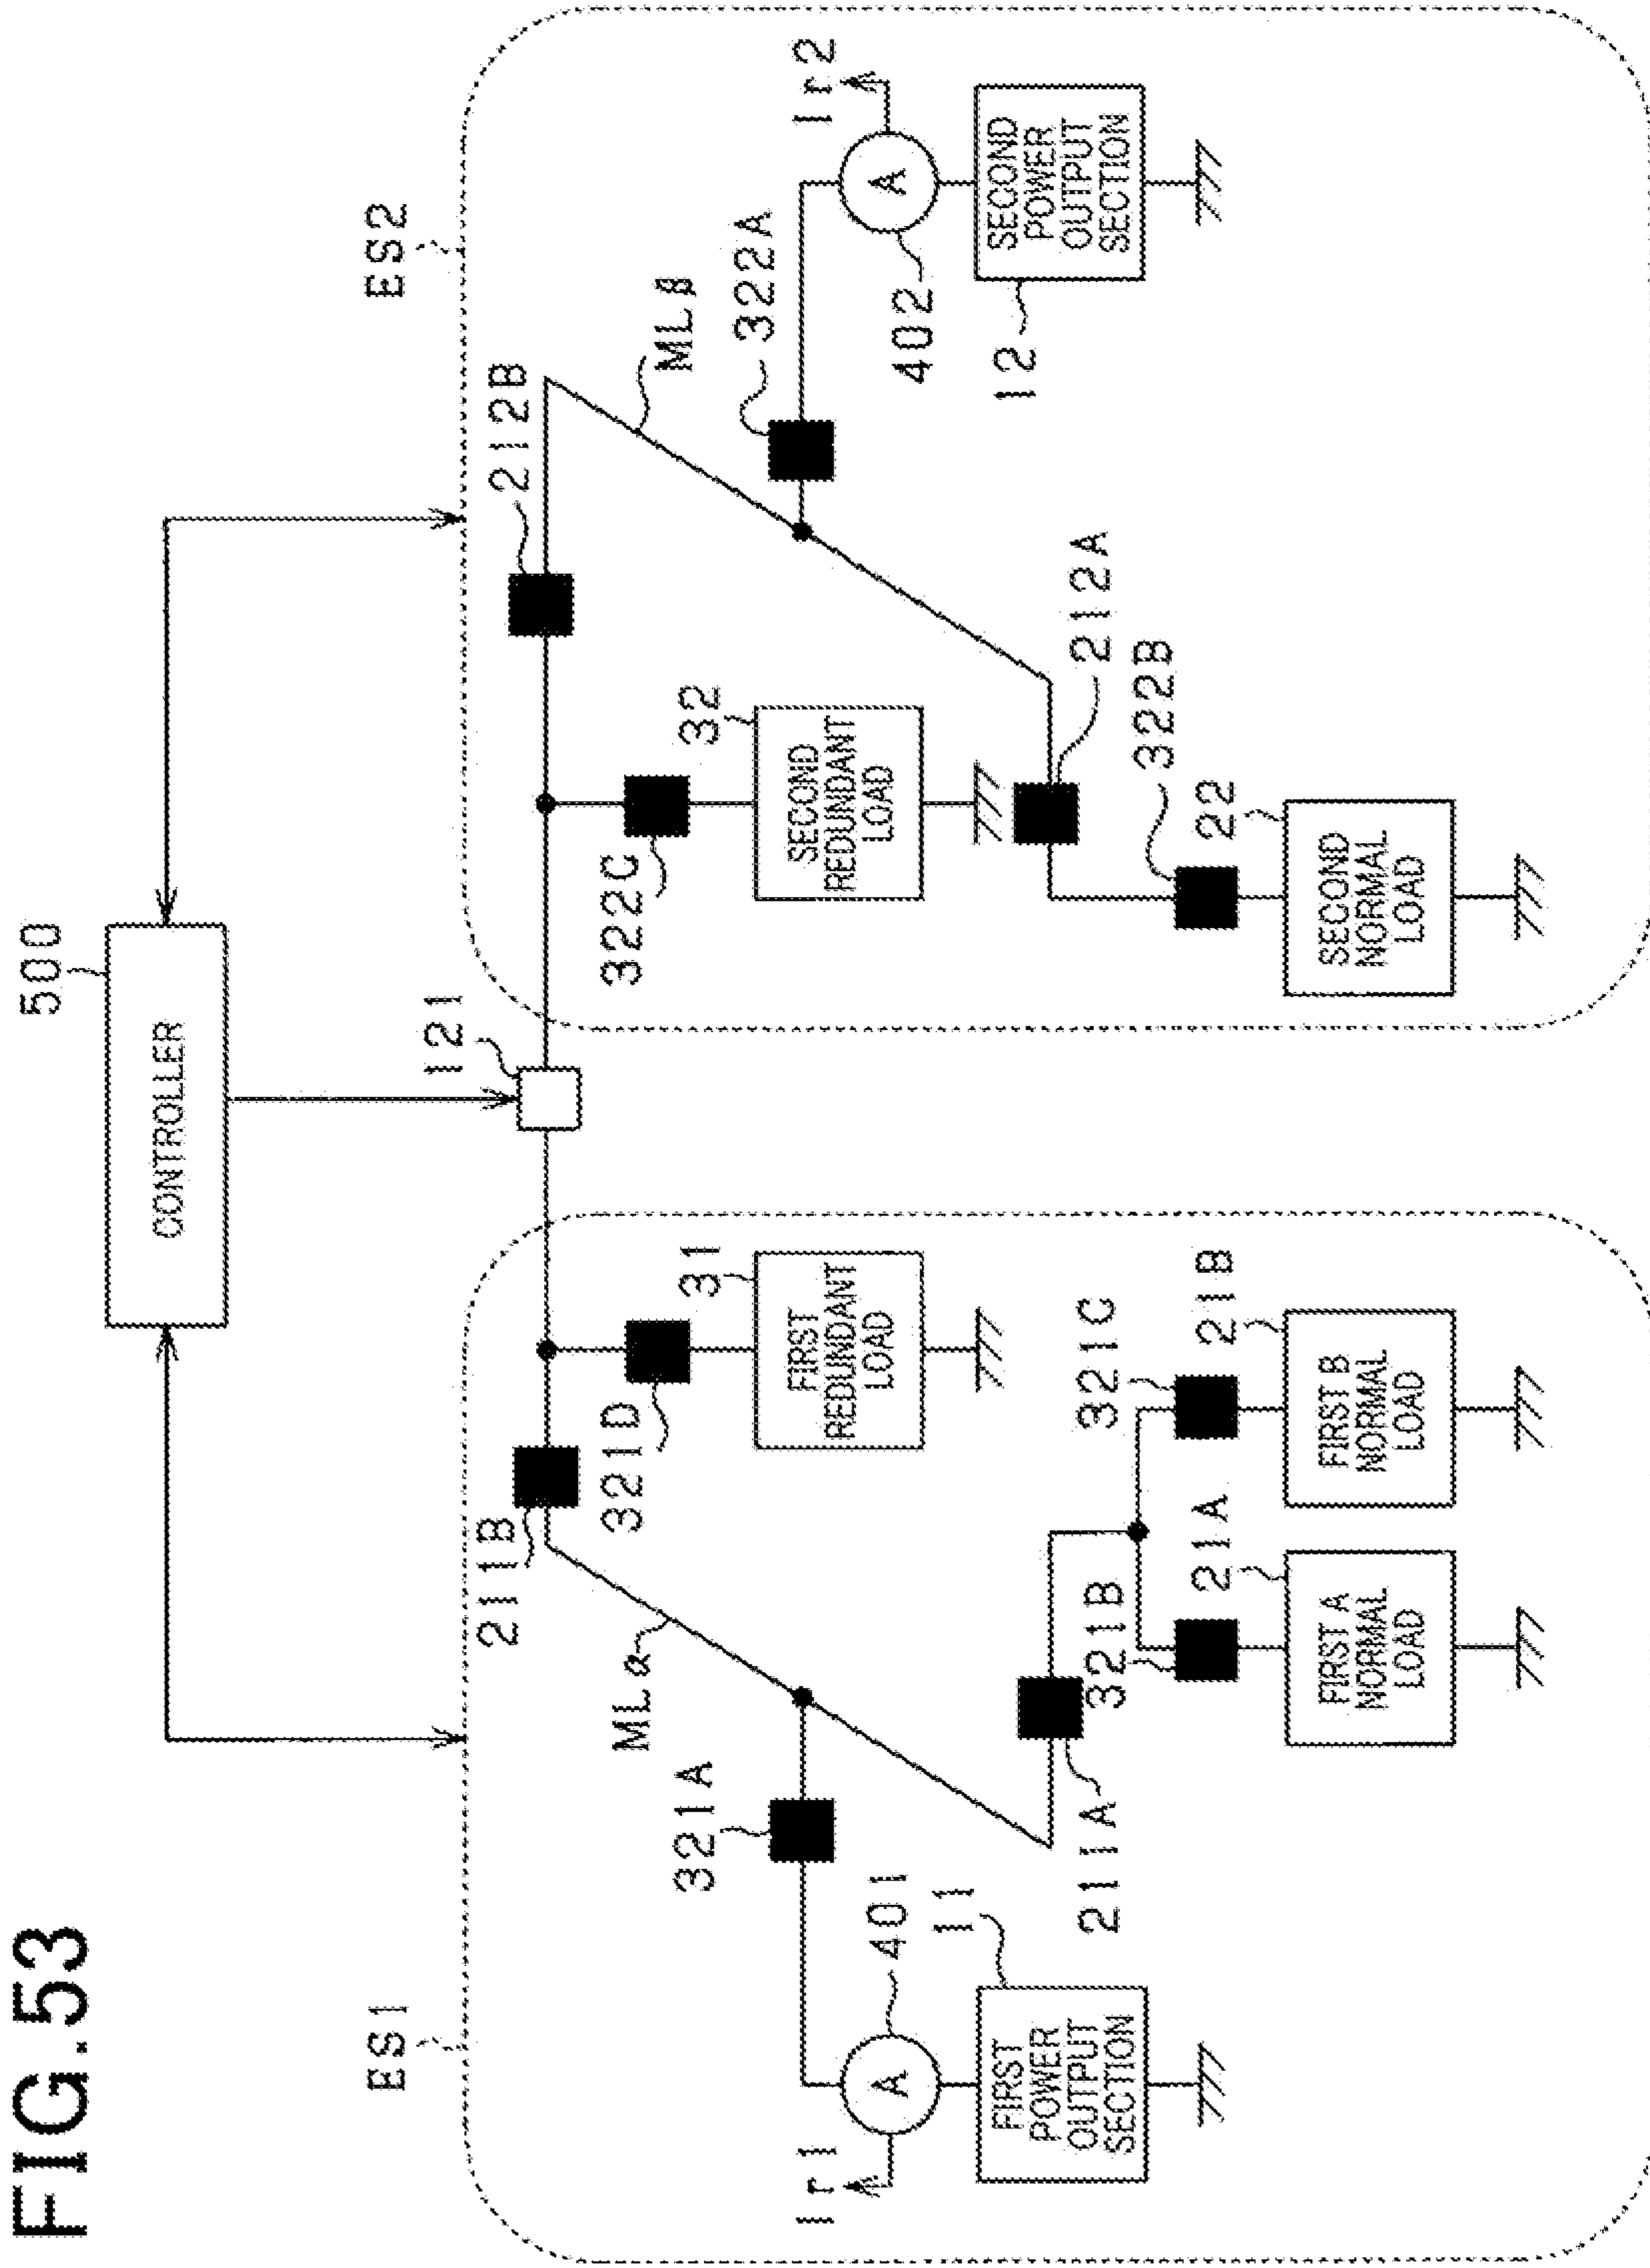 FIG.53
500
CONTROLLER
ES1
ES2
121
211B
212B
MLα
MLβ
321A
321D
31
FIRST
REDUNDANT
LOAD
322C
32
SECOND
REDUNDANT
LOAD
322A
Ir1
A
401
11
FIRST
POWER
OUTPUT
SECTION
Ir2
A
402
12
SECOND
POWER
OUTPUT
SECTION
211A
321B
321C
21A
FIRST A
NORMAL
LOAD
21B
FIRST B
NORMAL
LOAD
212A
322B
22
SECOND
NORMAL
LOAD